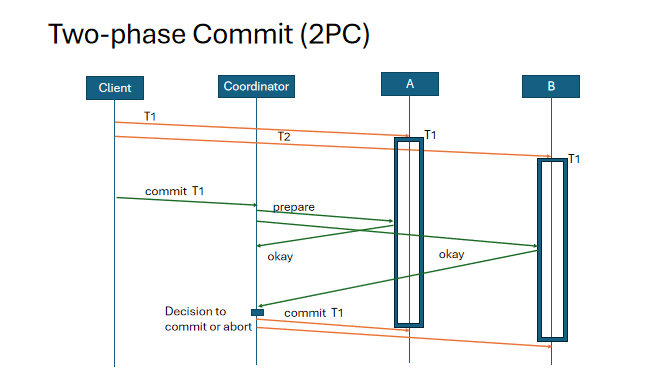 Two-phase Commit (2PC)
Client
Coordinator
A
B
T1
T2
T1
T1
commit T1
prepare
okay
okay
Decision to
commit or abort
commit T1